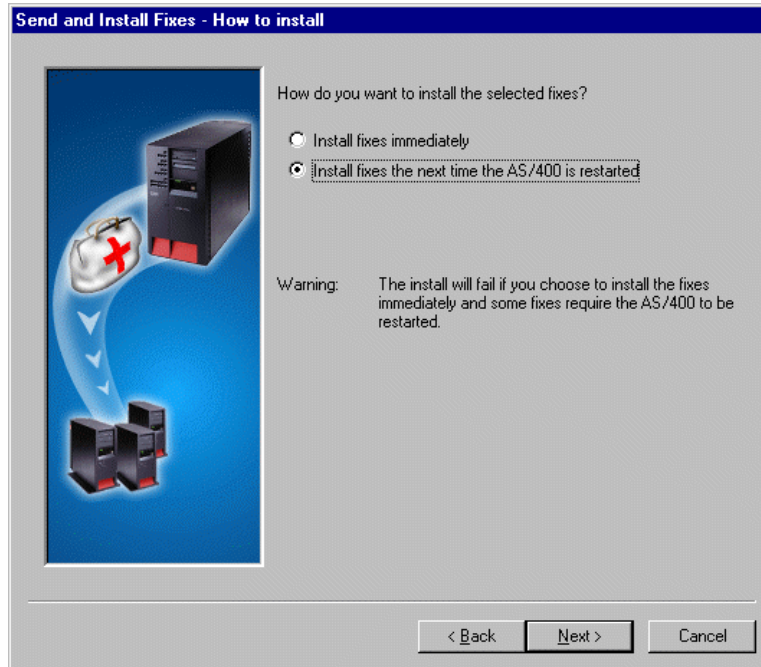 Send and Install Fixes - How to install
How do you want to install the selected fixes?
Install fixes immediately
Install fixes the next time the AS/400 is restarted
Warning: The install will fail if you choose to install the fixes
immediately and some fixes require the AS/400 to be
restarted.
< Back Next > Cancel